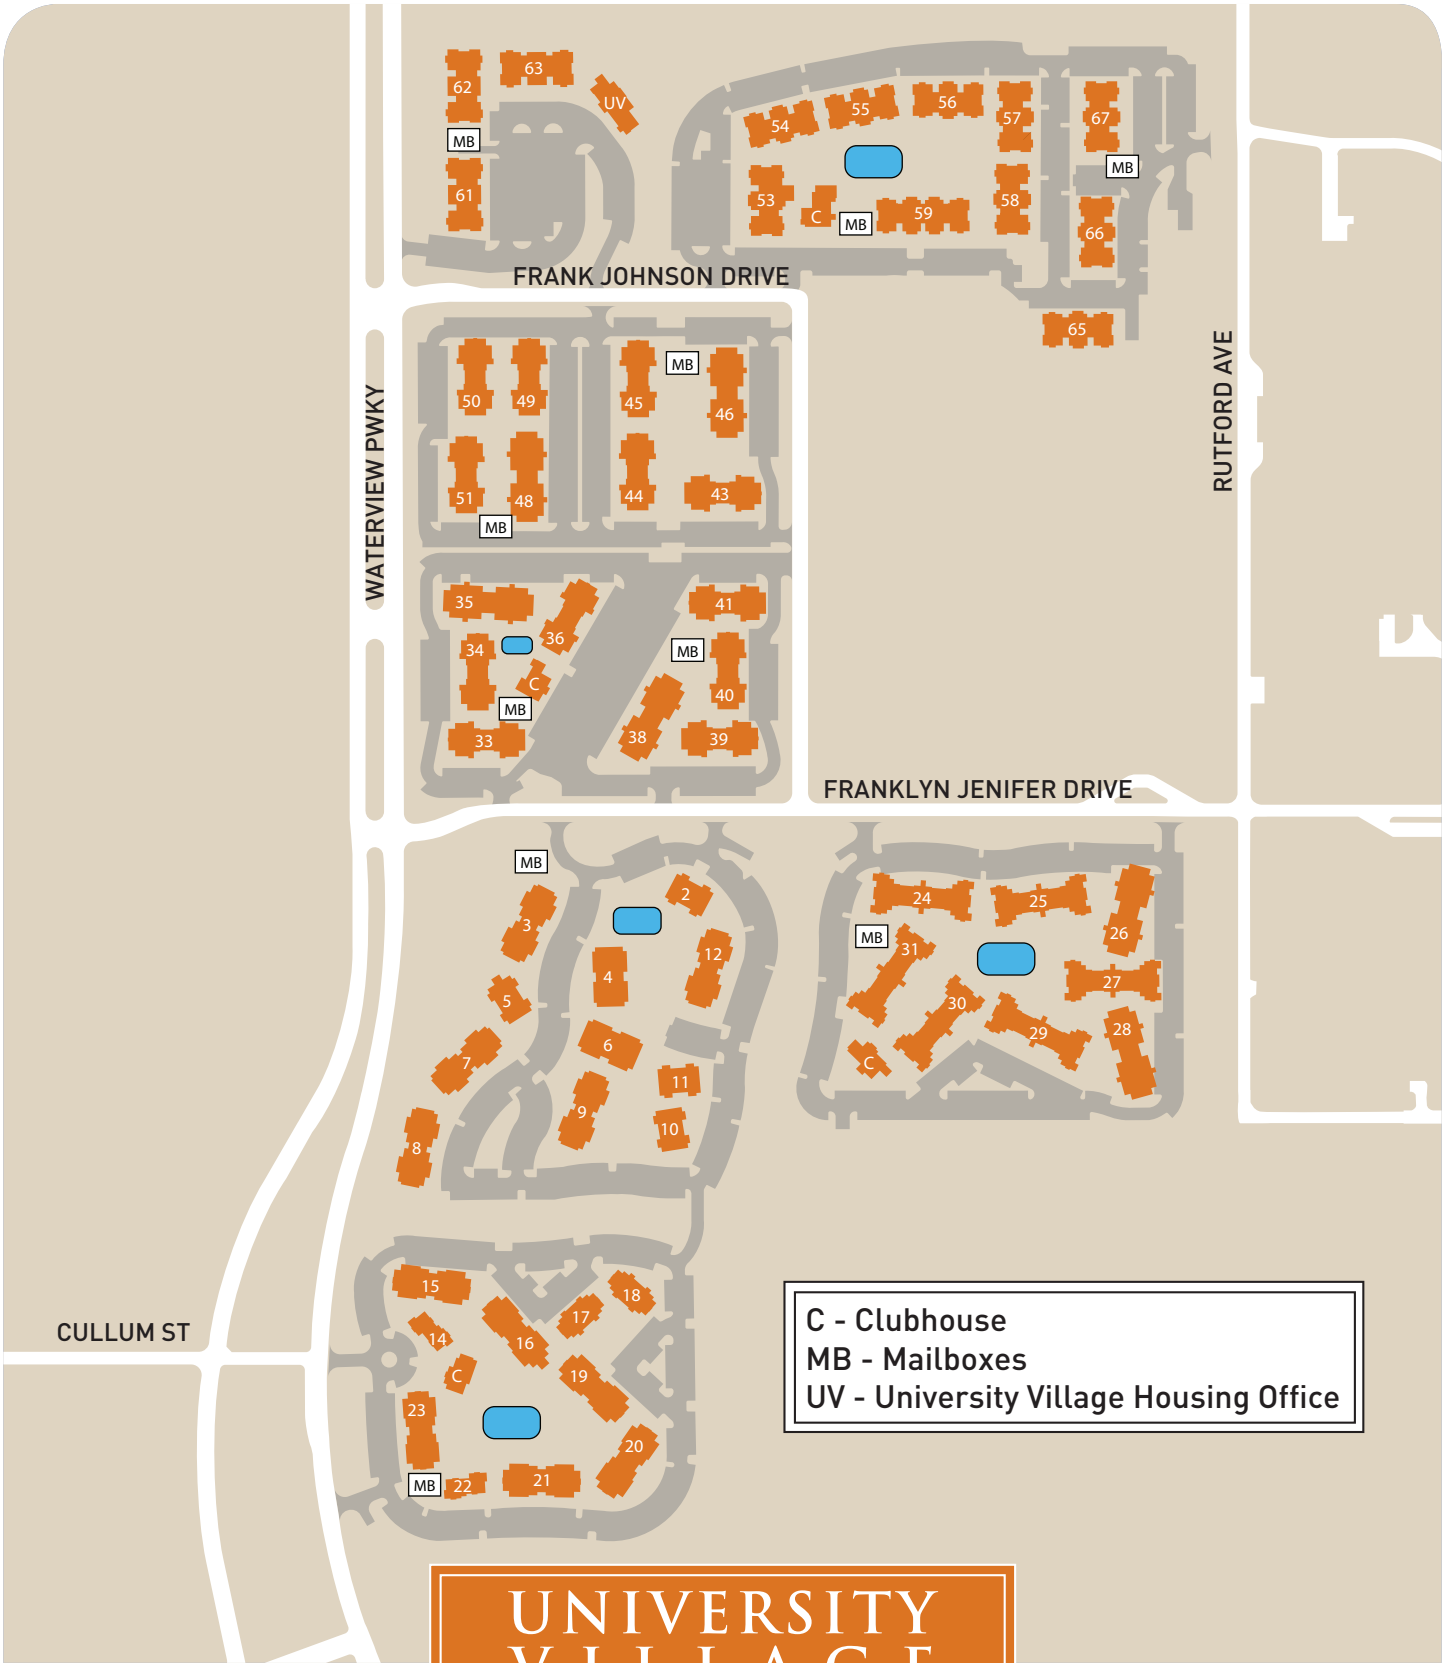 62
63
UV
MB
61
54
55
56
57
67
MB
53
C
MB
59
58
66
FRANK JOHNSON DRIVE
65
RUTFORD AVE
WATERVIEW PWKY
50
49
45
MB
46
51
48
44
43
MB
35
36
41
34
C
MB
MB
40
33
38
39
FRANKLYN JENIFER DRIVE
MB
2
3
4
12
5
6
7
11
9
10
8
24
25
26
MB
31
27
30
29
28
C
15
18
17
14
16
C
19
23
20
MB
22
21
CULLUM ST
C - Clubhouse
MB - Mailboxes
UV - University Village Housing Office
UNIVERSITY
VILLAGE